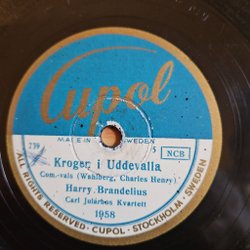 Cupol
MADE IN SWEDEN
739
S
NCB
Krogen i Uddevalla
Com.-vals (Wahlberg, Charles Henry)
Harry Brandelius
Carl Jularbos Kvartett
1958
ALL RIGHTS RESERVED · CUPOL · STOCKHOLM · SWEDEN